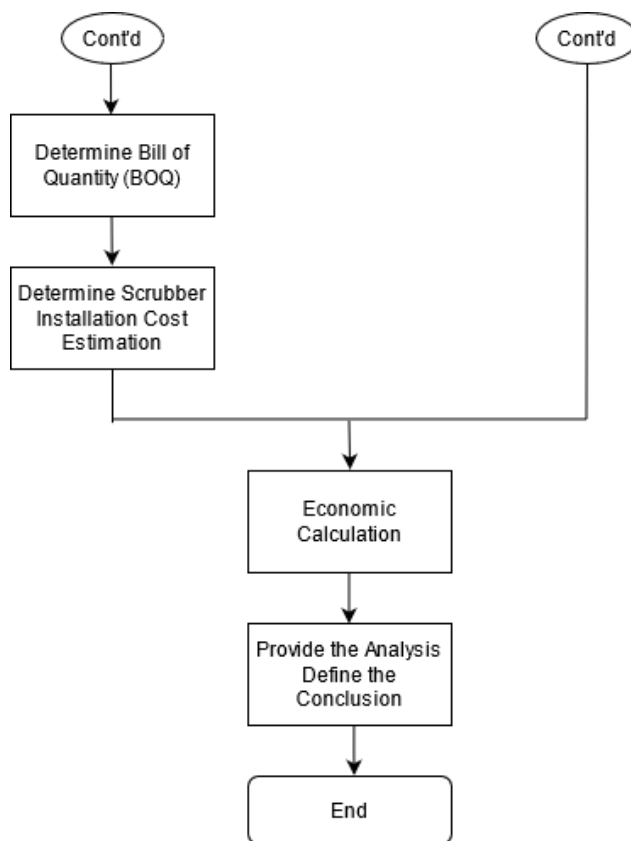 Cont'd
Cont'd
Determine Bill of
Quantity (BOQ)
Determine Scrubber
Installation Cost
Estimation
Economic
Calculation
Provide the Analysis
Define the
Conclusion
End